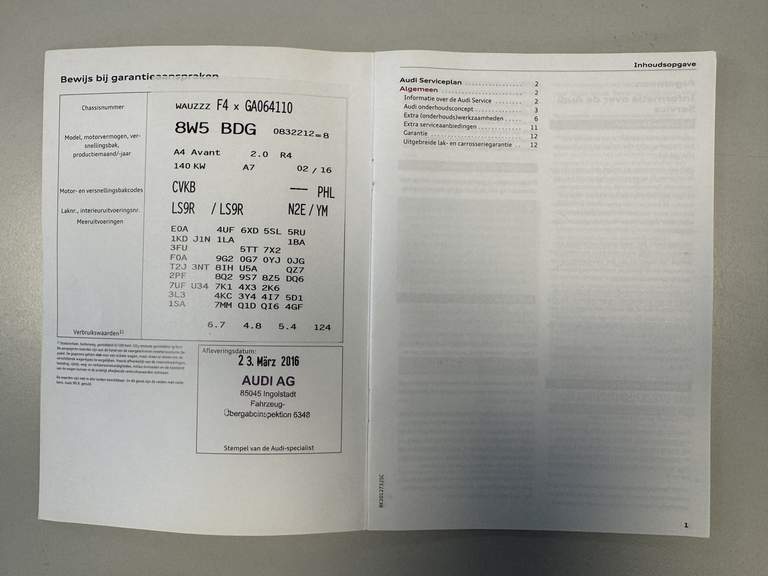 Bewijs bij garantieaanspraken
Chassisnummer
WAUZZZ F4 x GA064110
8W5 BDG 0832212
Model, motorvermogen, ver-
snellingsbak,
productiemaand/-jaar
A4 Avant 2.0 R4
140 KW A7 02 / 16
Motor- en versnellingsbakcodes
CVKB --- PHL
Laknr., interieuruitvoeringsnr.
LS9R / LS9R N2E / YM
Meeruitvoeringen
E0A 4UF 6XD 5SL 5RU
1KD J1N 1LA 1BA
3FU 5TT 7X2
F0A 9G2 0G7 0YJ 0JG
T2J 3NT 8IH U5A QZ7
2PF 8Q2 9S7 8Z5 DQ6
7UF U34 7K1 4X3 2K6
3L3 4KC 3Y4 4I7 5D1
1SA 7MM Q1D QI6 4GF
Verbruikswaarden1)
6.7 4.8 5.4 124
Afleveringsdatum:
23. März 2016
AUDI AG
85045 Ingolstadt
Fahrzeug-
Übergabeinspektion 6348
Stempel van de Audi-specialist
Inhoudsopgave
Audi Serviceplan 2
Algemeen 2
Informatie over de Audi Service 2
Audi onderhoudsconcept 3
Extra (onderhouds)werkzaamheden 6
Extra serviceaanbiedingen 11
Garantie 12
Uitgebreide lak- en carrosseriegarantie 12
1